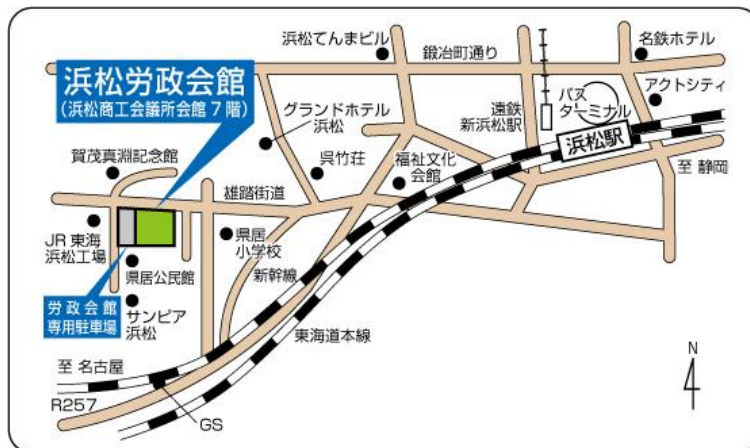 浜松てんまビル
鍛冶町通り
名鉄ホテル
浜松労政会館
(浜松商工会議所会館7階)
アクトシティ
バス
ターミナル
グランドホテル
浜松
遠鉄
新浜松駅
浜松駅
賀茂真淵記念館
呉竹荘
福祉文化
会館
至 静岡
雄踏街道
JR東海
浜松工場
県居
小学校
県居公民館
新幹線
労政会館
専用駐車場
サンピア
浜松
東海道本線
至 名古屋
R257
GS
N